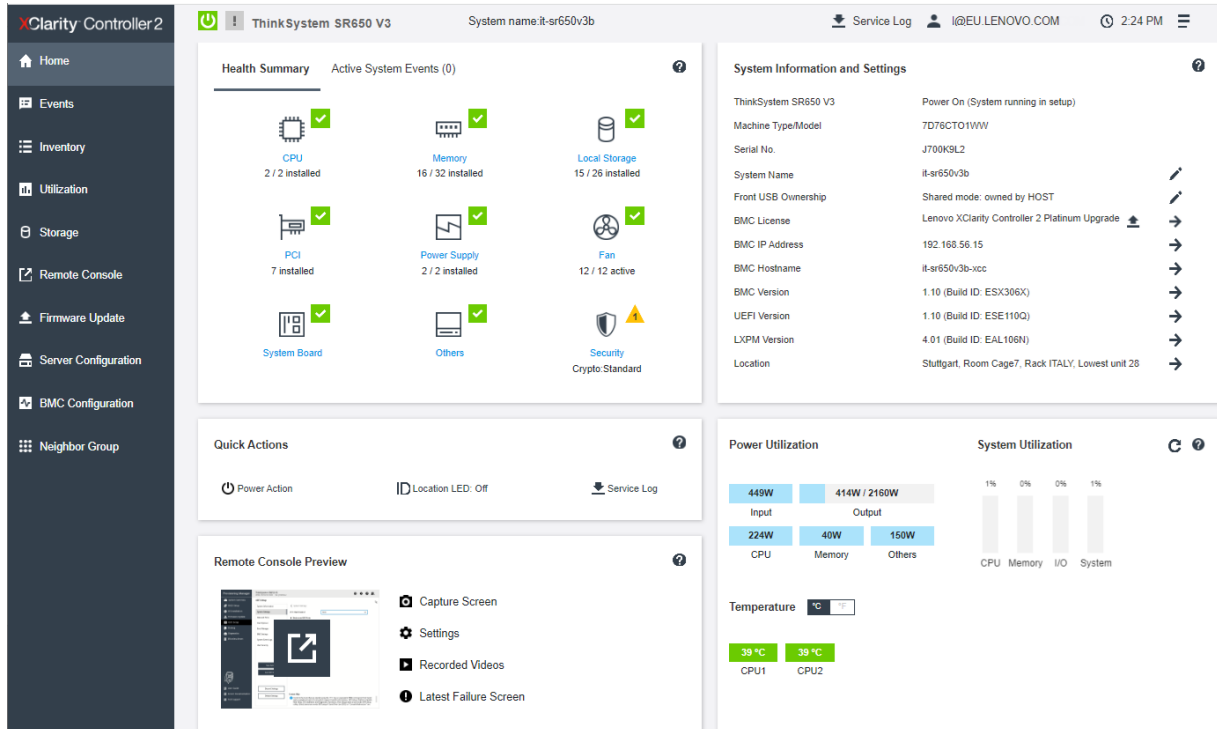 XClarity Controller 2
ThinkSystem SR650 V3
System name:it-sr650v3b
Service Log
I@EU.LENOVO.COM
2:24 PM
Home
Events
Inventory
Utilization
Storage
Remote Console
Firmware Update
Server Configuration
BMC Configuration
Neighbor Group
Health Summary
Active System Events (0)
CPU
2 / 2 installed
Memory
16 / 32 installed
Local Storage
15 / 26 installed
PCI
7 installed
Power Supply
2 / 2 installed
Fan
12 / 12 active
System Board
Others
1
Security
Crypto:Standard
System Information and Settings
ThinkSystem SR650 V3 Power On (System running in setup)
Machine Type/Model 7D76CTO1WW
Serial No. J700K9L2
System Name it-sr650v3b
Front USB Ownership Shared mode: owned by HOST
BMC License Lenovo XClarity Controller 2 Platinum Upgrade
BMC IP Address 192.168.56.15
BMC Hostname it-sr650v3b-xcc
BMC Version 1.10 (Build ID: ESX306X)
UEFI Version 1.10 (Build ID: ESE110Q)
LXPM Version 4.01 (Build ID: EAL106N)
Location Stuttgart, Room Cage7, Rack ITALY, Lowest unit 28
Quick Actions
Power Action
Location LED: Off
Service Log
Remote Console Preview
Capture Screen
Settings
Recorded Videos
Latest Failure Screen
Power Utilization
449W
Input
414W / 2160W
Output
224W
CPU
40W
Memory
150W
Others
System Utilization
1% 0% 0% 1%
CPU Memory I/O System
Temperature °C °F
39 °C 39 °C
CPU1 CPU2